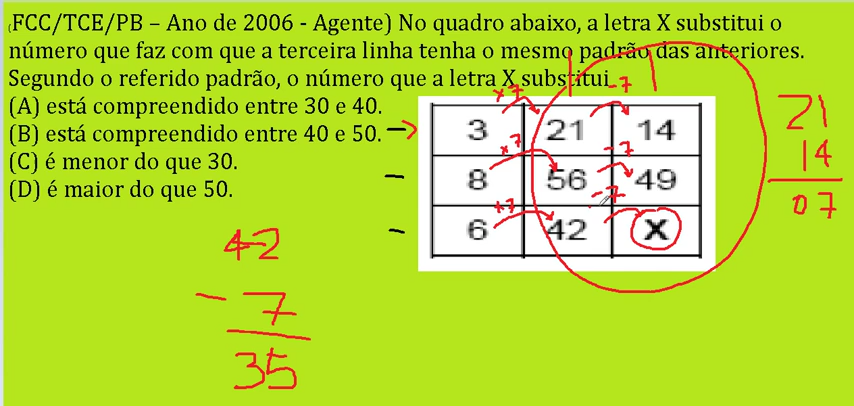 (FCC/TCE/PB – Ano de 2006 - Agente) No quadro abaixo, a letra X substitui o
número que faz com que a terceira linha tenha o mesmo padrão das anteriores.
Segundo o referido padrão, o número que a letra X substitui
(A) está compreendido entre 30 e 40.
(B) está compreendido entre 40 e 50.
(C) é menor do que 30.
(D) é maior do que 50.
x7 -7
3 21 14
x7 -7
8 56 49
x7 -7
6 42 X
21
14
07
42
- 7
35